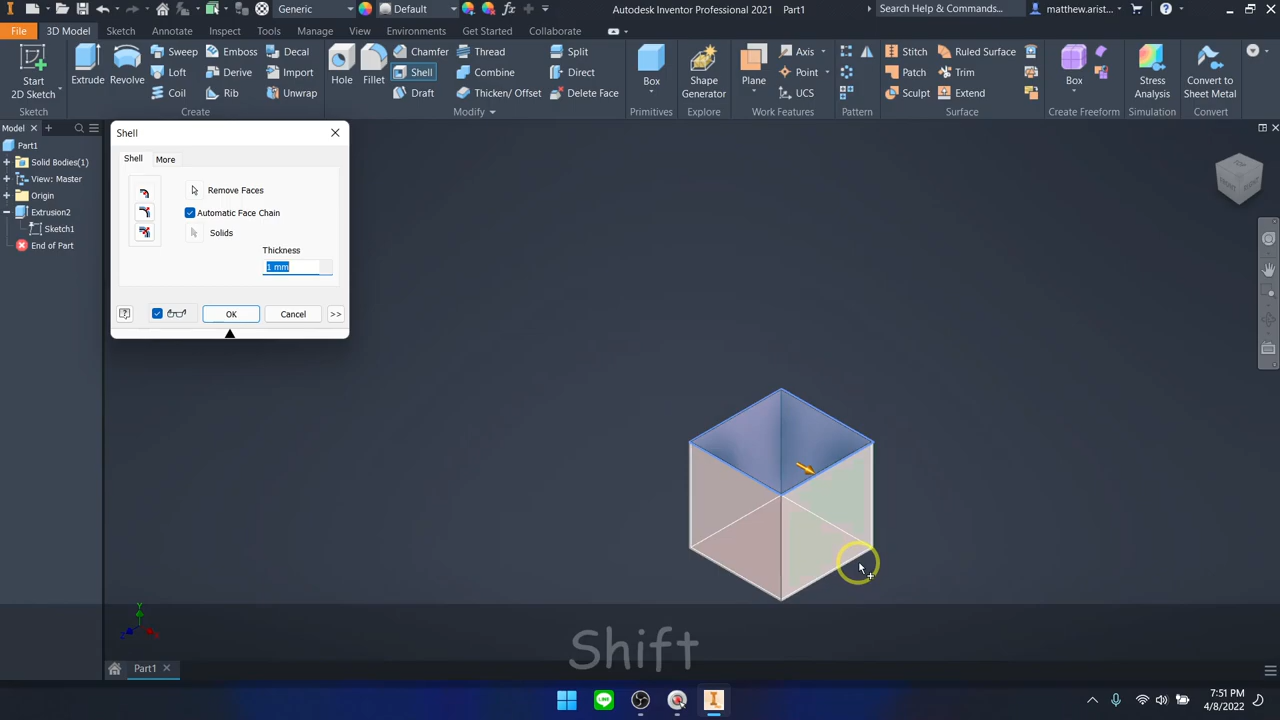 Generic
Default
Autodesk Inventor Professional 2021 Part1
Search Help & Commands...
matthew.arist...
File 3D Model Sketch Annotate Inspect Tools Manage View Environments Get Started Collaborate
Start
2D Sketch
Sketch
Extrude
Revolve
Sweep
Emboss
Decal
Loft
Derive
Import
Coil
Rib
Unwrap
Create
Hole
Fillet
Chamfer
Thread
Split
Shell
Combine
Direct
Draft
Thicken/ Offset
Delete Face
Modify
Box
Primitives
Shape
Generator
Explore
Plane
Axis
Point
UCS
Work Features
Pattern
Stitch
Ruled Surface
Patch
Trim
Sculpt
Extend
Surface
Box
Create Freeform
Stress
Analysis
Simulation
Convert to
Sheet Metal
Convert
Model
Part1
Solid Bodies(1)
View: Master
Origin
Extrusion2
Sketch1
End of Part
Shell
Shell More
Remove Faces
Automatic Face Chain
Solids
Thickness
1 mm
OK
Cancel
>>
Y
Z
X
Shift
Part1
7:51 PM
4/8/2022